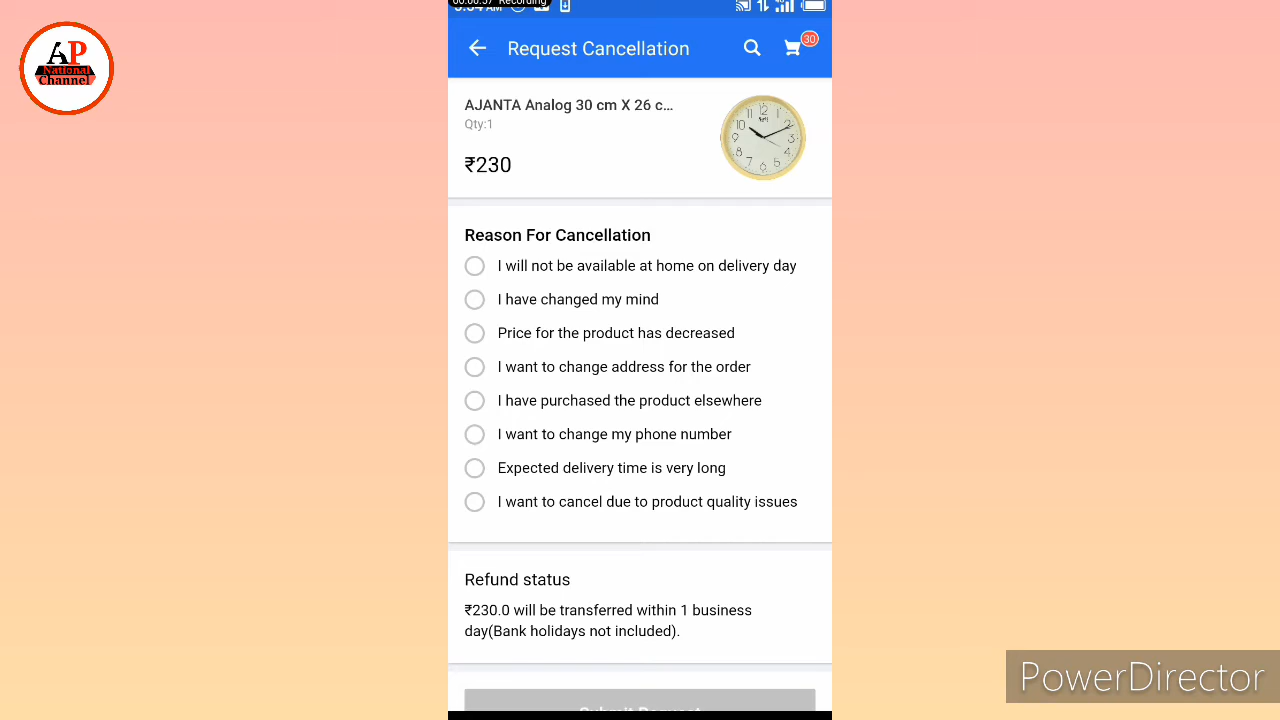 Recording
AP
National
Channel
Request Cancellation
30
AJANTA Analog 30 cm X 26 c...
Qty:1
₹230
Reason For Cancellation
I will not be available at home on delivery day
I have changed my mind
Price for the product has decreased
I want to change address for the order
I have purchased the product elsewhere
I want to change my phone number
Expected delivery time is very long
I want to cancel due to product quality issues
Refund status
₹230.0 will be transferred within 1 business
day(Bank holidays not included).
Submit Request
PowerDirector